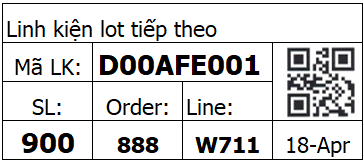 Linh kiện lot tiếp theo
Mã LK: D00AFE001
SL: Order: Line:
900 888 W711 18-Apr